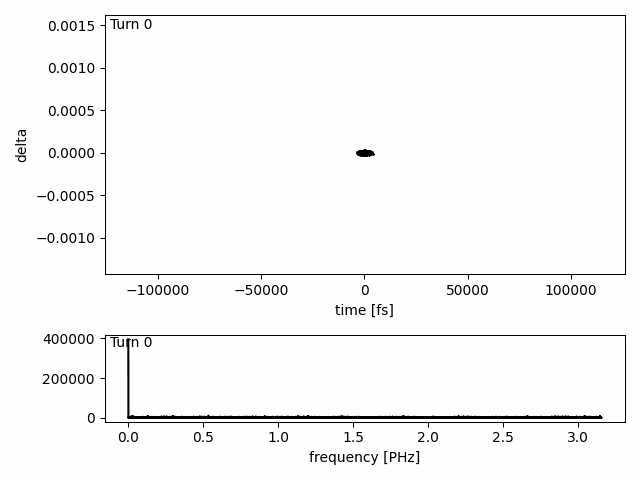 Turn 0
0.0015
0.0010
0.0005
0.0000
−0.0005
−0.0010
delta
−100000 −50000 0 50000 100000
time [fs]
Turn 0
400000
200000
0
0.0 0.5 1.0 1.5 2.0 2.5 3.0
frequency [PHz]